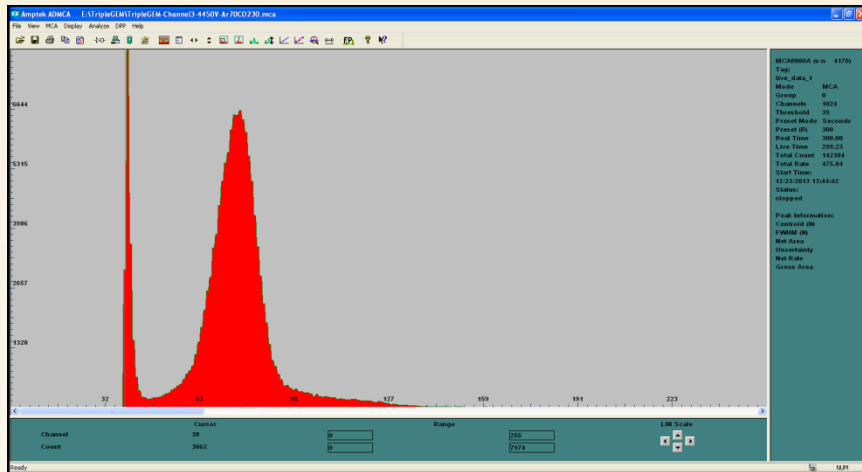 Amptek ADMCA E:\TripleGEM\TripleGEM-Channel3-4450V-Ar70CO230.mca
File View MCA Display Analyze DPP Help
6644
5315
3986
2657
1328
32 63 95 127 159 191 223
MCA8000A (s/n 4170)
Tag:
live_data_1
Mode MCA
Group 0
Channels 1024
Threshold 39
Preset Mode Seconds
Preset (R) 300
Real Time 300.00
Live Time 299.23
Total Count 142384
Total Rate 475.84
Start Time:
12/23/2013 13:44:42
Status:
stopped
Peak Information:
Centroid (N)
FWHM (N)
Net Area
Uncertainty
Net Rate
Gross Area
Cursor Range LIN Scale
Channel 38 0 255
Count 3062 0 7974
Ready NUM